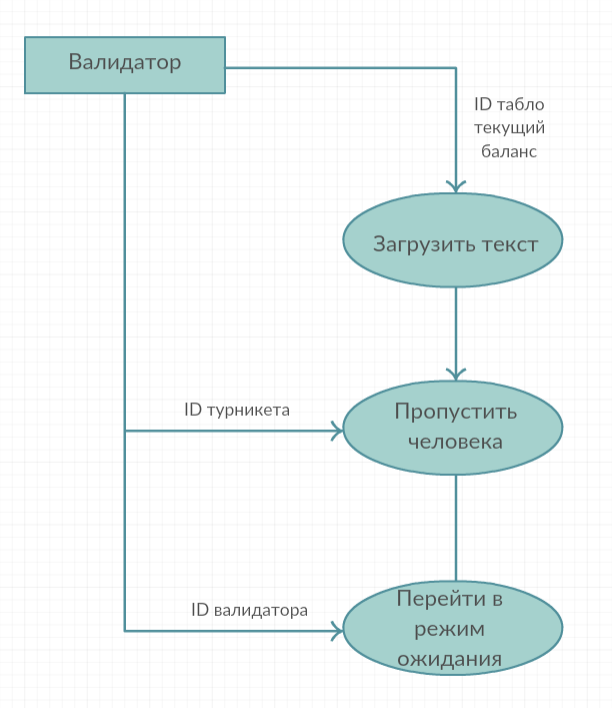 Валидатор
ID табло
текущий
баланс
Загрузить текст
ID турникета
Пропустить
человека
ID валидатора
Перейти в
режим
ожидания